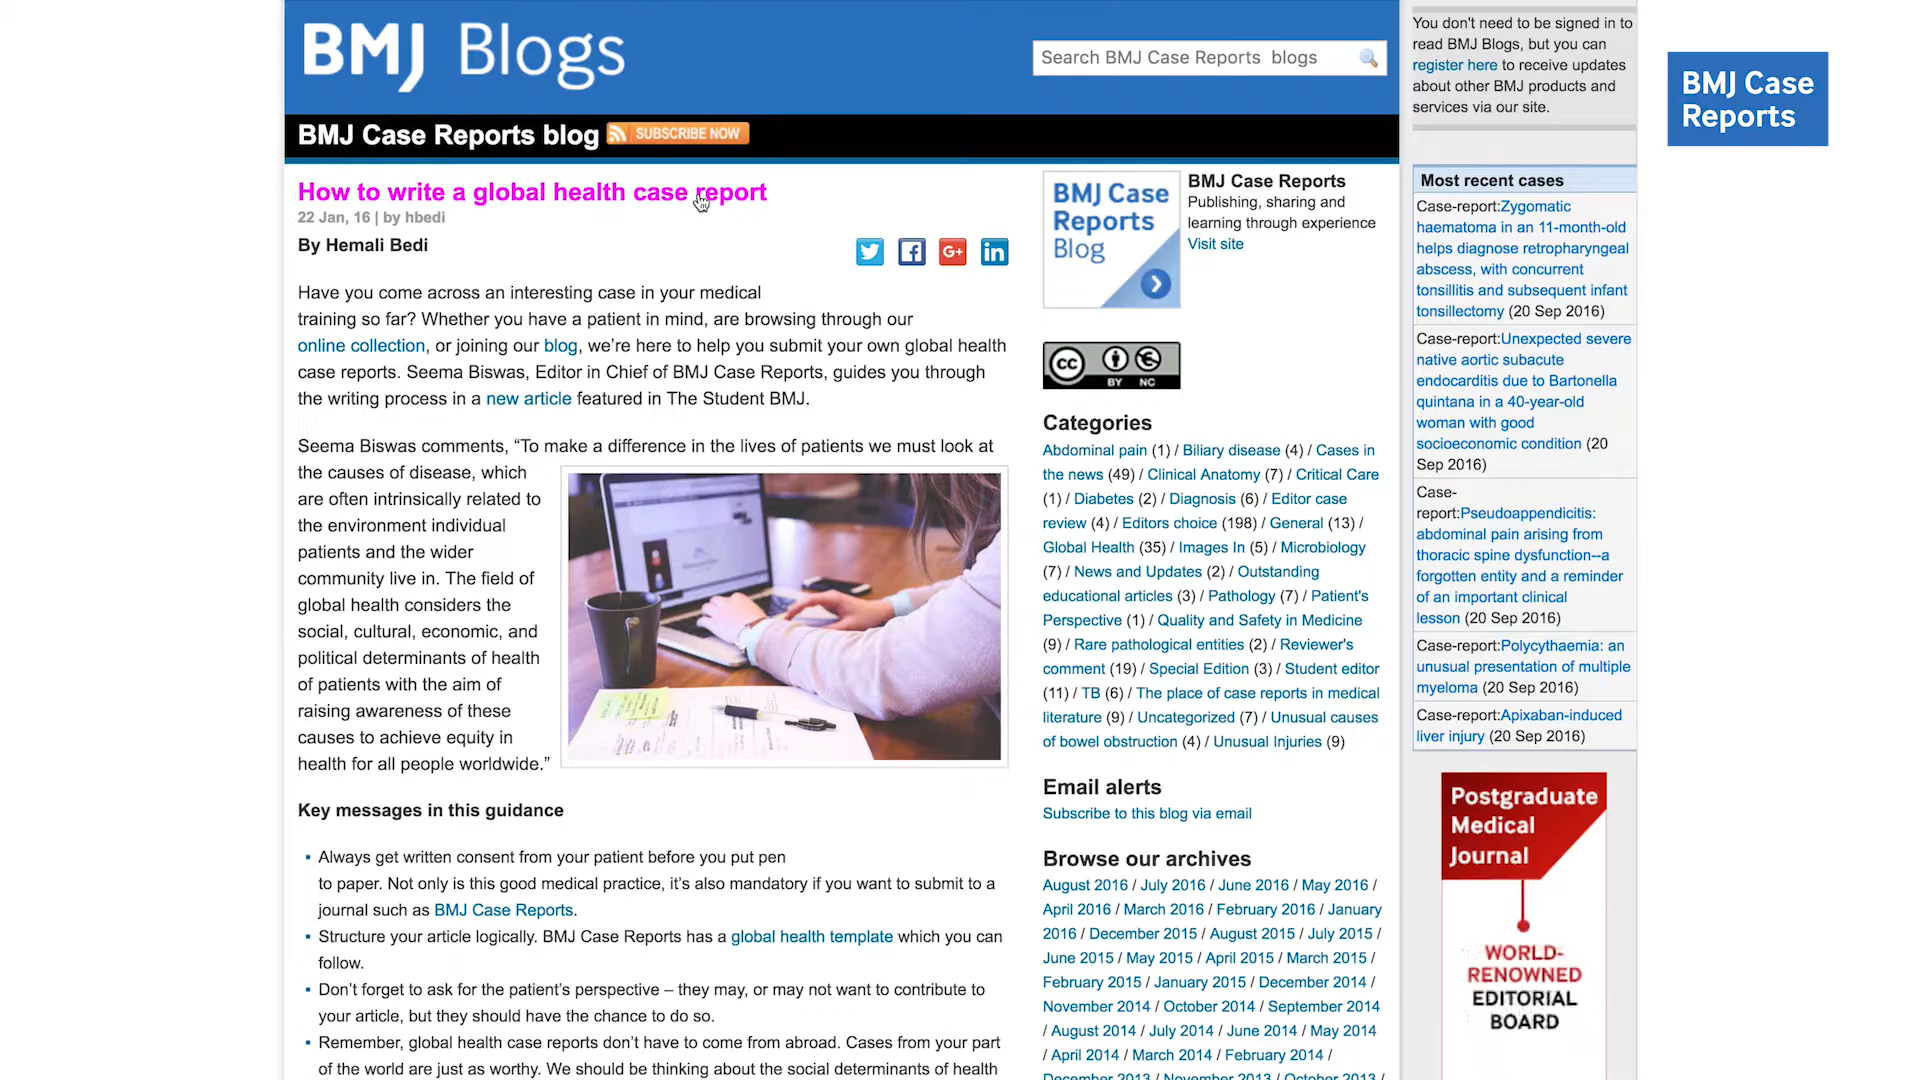 BMJ Blogs
Search BMJ Case Reports blogs
BMJ Case Reports blog
SUBSCRIBE NOW
How to write a global health case report
22 Jan, 16 | by hbedi
By Hemali Bedi
G+
in
Have you come across an interesting case in your medical
training so far? Whether you have a patient in mind, are browsing through our
online collection, or joining our blog, we’re here to help you submit your own global health
case reports. Seema Biswas, Editor in Chief of BMJ Case Reports, guides you through
the writing process in a new article featured in The Student BMJ.
Seema Biswas comments, “To make a difference in the lives of patients we must look at
the causes of disease, which
are often intrinsically related to
the environment individual
patients and the wider
community live in. The field of
global health considers the
social, cultural, economic, and
political determinants of health
of patients with the aim of
raising awareness of these
causes to achieve equity in
health for all people worldwide.”
Key messages in this guidance
▪ Always get written consent from your patient before you put pen
to paper. Not only is this good medical practice, it’s also mandatory if you want to submit to a
journal such as BMJ Case Reports.
▪ Structure your article logically. BMJ Case Reports has a global health template which you can
follow.
▪ Don’t forget to ask for the patient’s perspective – they may, or may not want to contribute to
your article, but they should have the chance to do so.
▪ Remember, global health case reports don’t have to come from abroad. Cases from your part
of the world are just as worthy. We should be thinking about the social determinants of health
BMJ Case
Reports
Blog
BMJ Case Reports
Publishing, sharing and
learning through experience
Visit site
cc
BY NC
Categories
Abdominal pain (1) / Biliary disease (4) / Cases in
the news (49) / Clinical Anatomy (7) / Critical Care
(1) / Diabetes (2) / Diagnosis (6) / Editor case
review (4) / Editors choice (198) / General (13) /
Global Health (35) / Images In (5) / Microbiology
(7) / News and Updates (2) / Outstanding
educational articles (3) / Pathology (7) / Patient's
Perspective (1) / Quality and Safety in Medicine
(9) / Rare pathological entities (2) / Reviewer's
comment (19) / Special Edition (3) / Student editor
(11) / TB (6) / The place of case reports in medical
literature (9) / Uncategorized (7) / Unusual causes
of bowel obstruction (4) / Unusual Injuries (9)
Email alerts
Subscribe to this blog via email
Browse our archives
August 2016 / July 2016 / June 2016 / May 2016 /
April 2016 / March 2016 / February 2016 / January
2016 / December 2015 / August 2015 / July 2015 /
June 2015 / May 2015 / April 2015 / March 2015 /
February 2015 / January 2015 / December 2014 /
November 2014 / October 2014 / September 2014
/ August 2014 / July 2014 / June 2014 / May 2014
/ April 2014 / March 2014 / February 2014 /
December 2013 / November 2013 / October 2013 /
You don't need to be signed in to
read BMJ Blogs, but you can
register here to receive updates
about other BMJ products and
services via our site.
Most recent cases
Case-report:Zygomatic
haematoma in an 11-month-old
helps diagnose retropharyngeal
abscess, with concurrent
tonsillitis and subsequent infant
tonsillectomy (20 Sep 2016)
Case-report:Unexpected severe
native aortic subacute
endocarditis due to Bartonella
quintana in a 40-year-old
woman with good
socioeconomic condition (20
Sep 2016)
Case-
report:Pseudoappendicitis:
abdominal pain arising from
thoracic spine dysfunction--a
forgotten entity and a reminder
of an important clinical
lesson (20 Sep 2016)
Case-report:Polycythaemia: an
unusual presentation of multiple
myeloma (20 Sep 2016)
Case-report:Apixaban-induced
liver injury (20 Sep 2016)
Postgraduate
Medical
Journal
WORLD-
RENOWNED
EDITORIAL
BOARD
BMJ Case
Reports